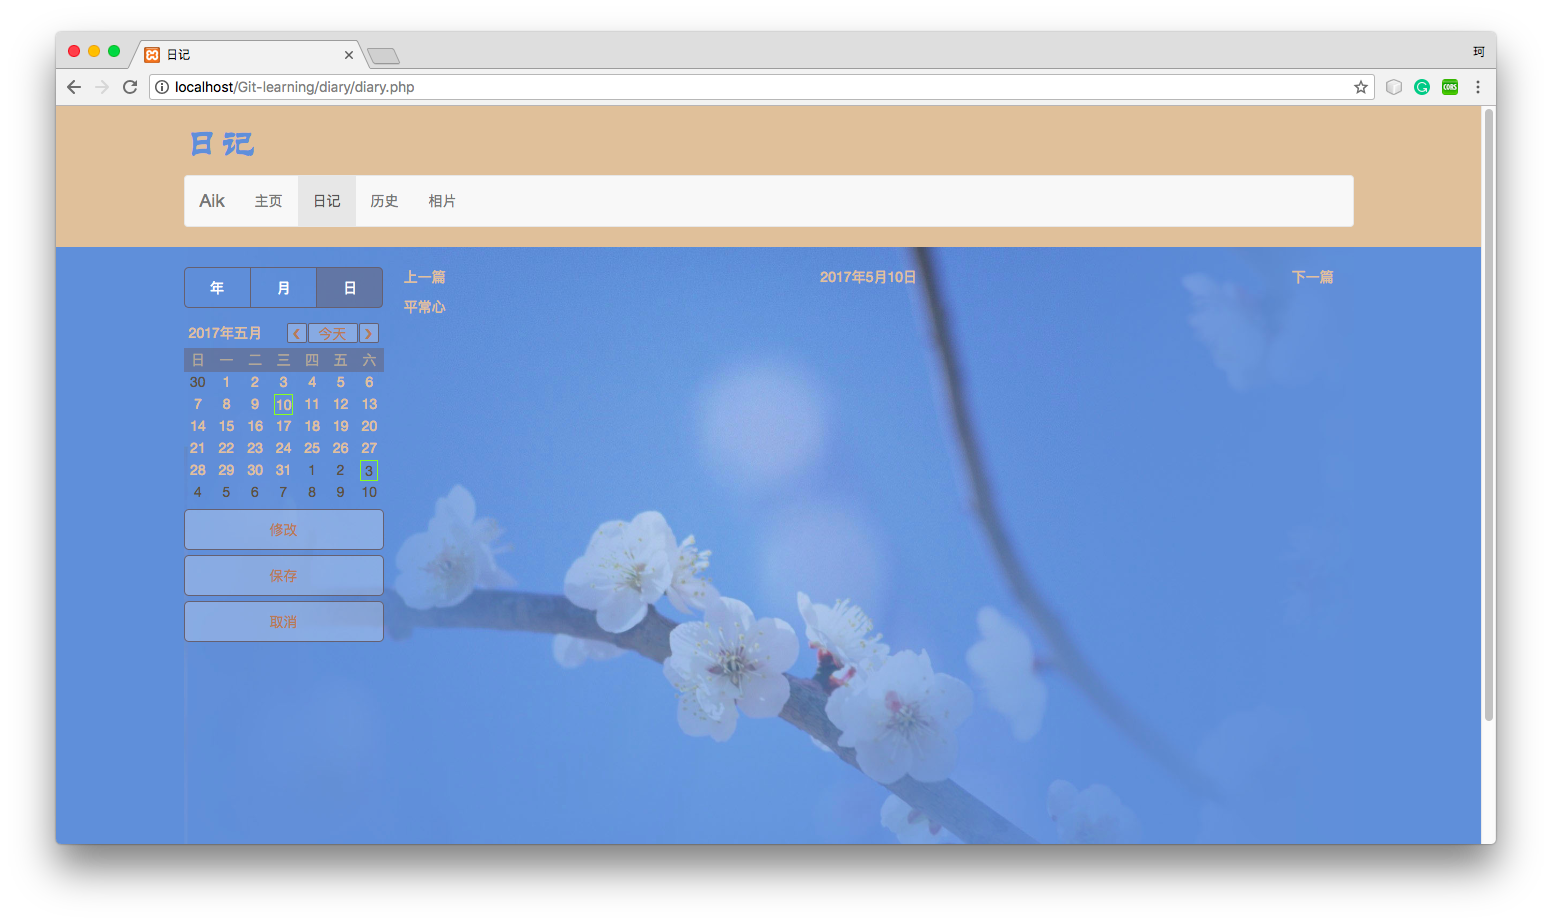 日记
珂
localhost/Git-learning/diary/diary.php
CORS
日记
Aik 主页 日记 历史 相片
年 月 日
上一篇 2017年5月10日 下一篇
平常心
2017年五月 ‹ 今天 ›
日 一 二 三 四 五 六
30 1 2 3 4 5 6
7 8 9 10 11 12 13
14 15 16 17 18 19 20
21 22 23 24 25 26 27
28 29 30 31 1 2 3
4 5 6 7 8 9 10
修改
保存
取消